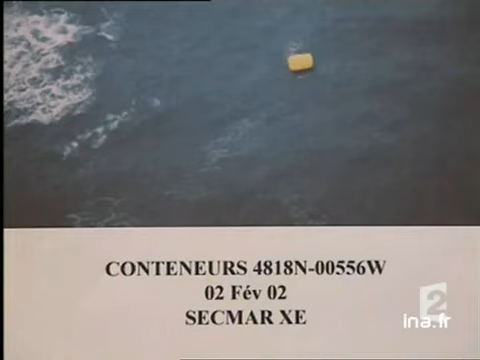 CONTENEURS 4818N-00556W
02 Fév 02
SECMAR XE
2
ina.fr